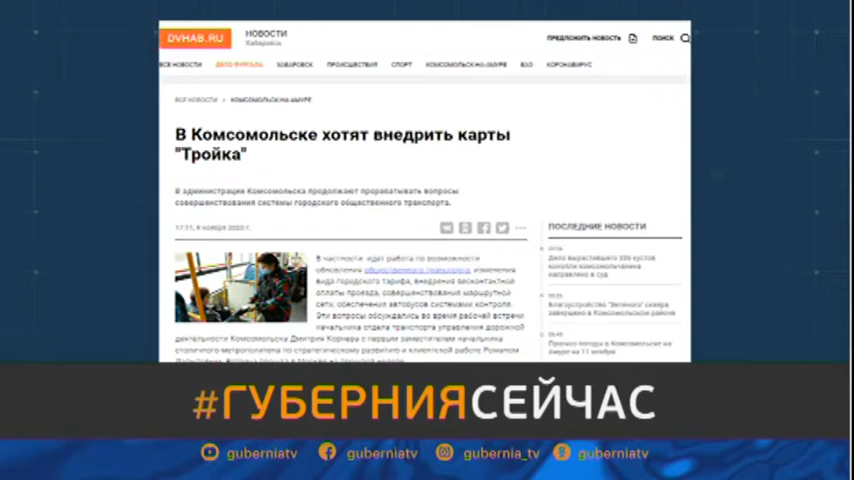 DVHAB.RU
НОВОСТИ
Хабаровск
ПРЕДЛОЖИТЬ НОВОСТЬ
ПОИСК
ВСЕ НОВОСТИ
ДЕЛО ФУРГАЛА
ХАБАРОВСК
ПРОИСШЕСТВИЯ
СПОРТ
КОМСОМОЛЬСК-НА-АМУРЕ
ЕАО
КОРОНАВИРУС
ВСЕ НОВОСТИ > КОМСОМОЛЬСК-НА-АМУРЕ
В Комсомольске хотят внедрить карты
"Тройка"
В администрации Комсомольска продолжают прорабатывать вопросы
совершенствования системы городского общественного транспорта.
17:11, 9 ноября 2020 г.
В частности, идет работа по возможности
обновления общественного транспорта, изменения
вида городского тарифа, внедрения бесконтактной
оплаты проезда, совершенствования маршрутной
сети, обеспечения автобусов системами контроля.
Эти вопросы обсуждались во время рабочей встречи
начальника отдела транспорта управления дорожной
деятельности Комсомольска Дмитрия Корнева с первым заместителем начальника
столичного метрополитена по стратегическому развитию и клиентской работе Романом
ПОСЛЕДНИЕ НОВОСТИ
Дело вырастившего 336 кустов
конопли комсомольчанина
направлено в суд
Благоустройство "Зеленого" сквера
завершено в Комсомольском районе
Прогноз погоды в Комсомольске-на-
Амуре на 11 ноября
#ГУБЕРНИЯСЕЙЧАС
guberniatv
guberniatv
gubernia_tv
guberniatv